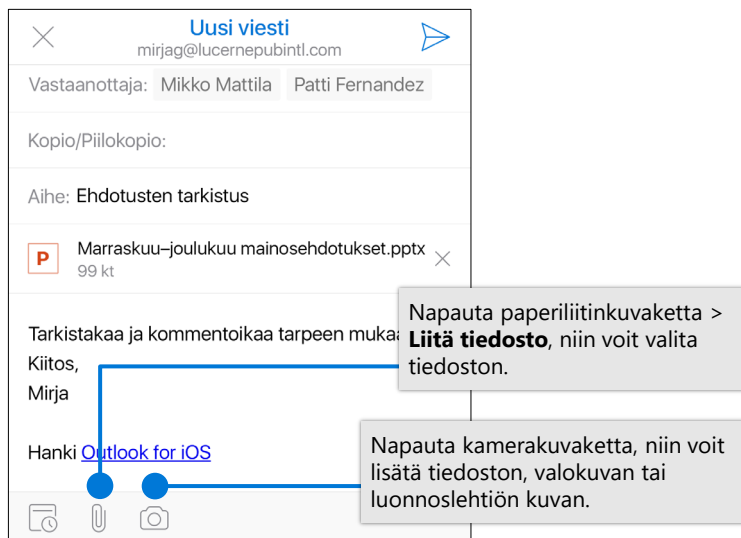 Uusi viesti
mirjag@lucernepubintl.com
Vastaanottaja: Mikko Mattila Patti Fernandez
Kopio/Piilokopio:
Aihe: Ehdotusten tarkistus
P
Marraskuu–joulukuu mainosehdotukset.pptx
99 kt
Napauta paperiliitinkuvaketta >
Liitä tiedosto, niin voit valita
tiedoston.
Tarkistakaa ja kommentoikaa tarpeen
Kiitos,
Mirja
Hanki Outlook for iOS
Napauta kamerakuvaketta, niin voit
lisätä tiedoston, valokuvan tai
luonnoslehtiön kuvan.